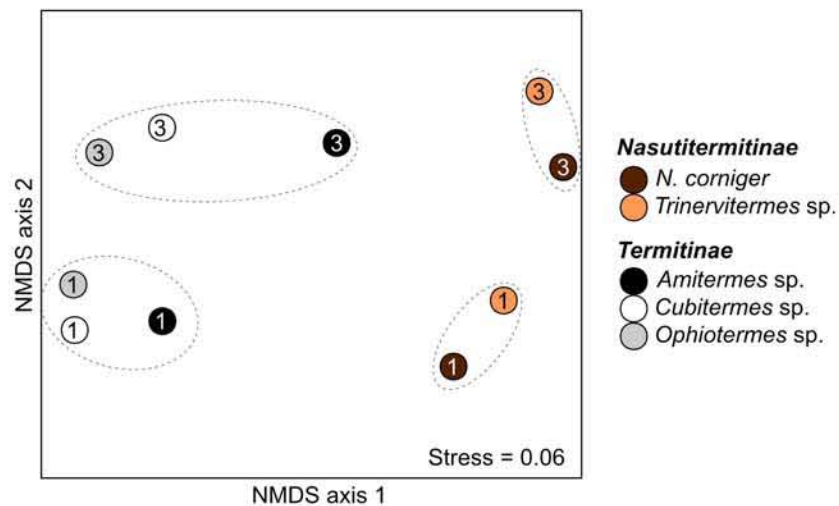 3
3
3
3
3
1
1
1
1
1
Stress = 0.06
NMDS axis 2
NMDS axis 1
Nasutitermitinae
N. corniger
Trinervitermes sp.
Termitinae
Amitermes sp.
Cubitermes sp.
Ophiotermes sp.